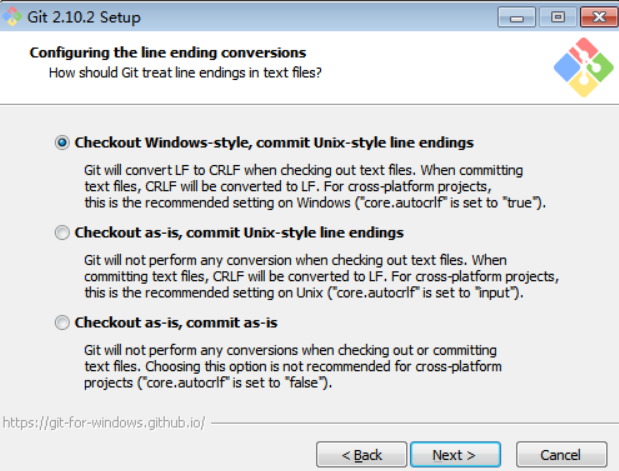 Git 2.10.2 Setup
Configuring the line ending conversions
How should Git treat line endings in text files?
Checkout Windows-style, commit Unix-style line endings
Git will convert LF to CRLF when checking out text files. When committing
text files, CRLF will be converted to LF. For cross-platform projects,
this is the recommended setting on Windows ("core.autocrlf" is set to "true").
Checkout as-is, commit Unix-style line endings
Git will not perform any conversion when checking out text files. When
committing text files, CRLF will be converted to LF. For cross-platform projects,
this is the recommended setting on Unix ("core.autocrlf" is set to "input").
Checkout as-is, commit as-is
Git will not perform any conversions when checking out or committing
text files. Choosing this option is not recommended for cross-platform
projects ("core.autocrlf" is set to "false").
https://git-for-windows.github.io/
< Back Next > Cancel